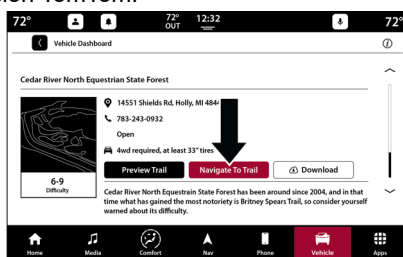 72°
72°
OUT
12:32
72°
Vehicle Dashboard
Cedar River North Equestrian State Forest
14551 Shields Rd, Holly, MI 484
783-243-0932
Open
4wd required, at least 33" tires
6-9
Difficulty
Preview Trail
Navigate To Trail
Download
Cedar River North Equestrain State Forest has been around since 2004, and in that
time what has gained the most notoriety is Britney Spears Trail, so consider yourself
warned about its difficulty.
Home
Media
Comfort
Nav
Phone
Vehicle
Apps